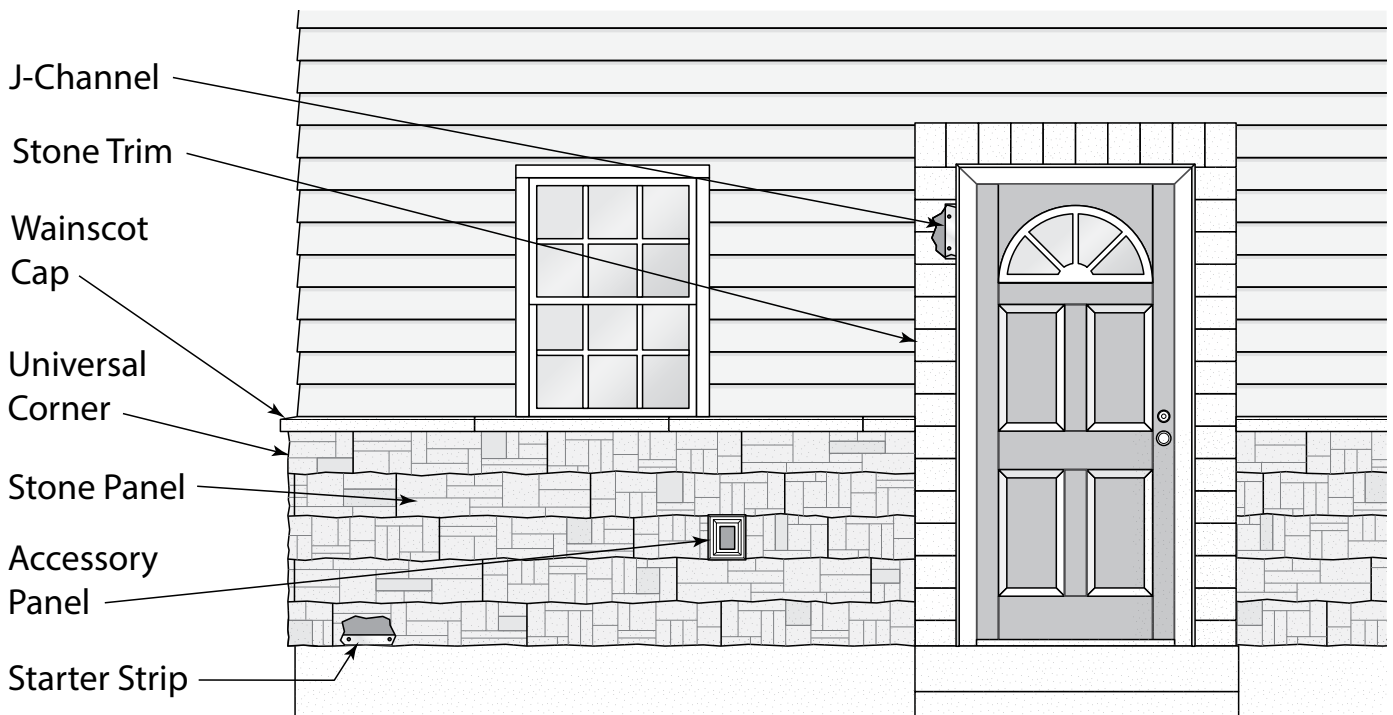 J-Channel
Stone Trim
Wainscot
Cap
Universal
Corner
Stone Panel
Accessory
Panel
Starter Strip